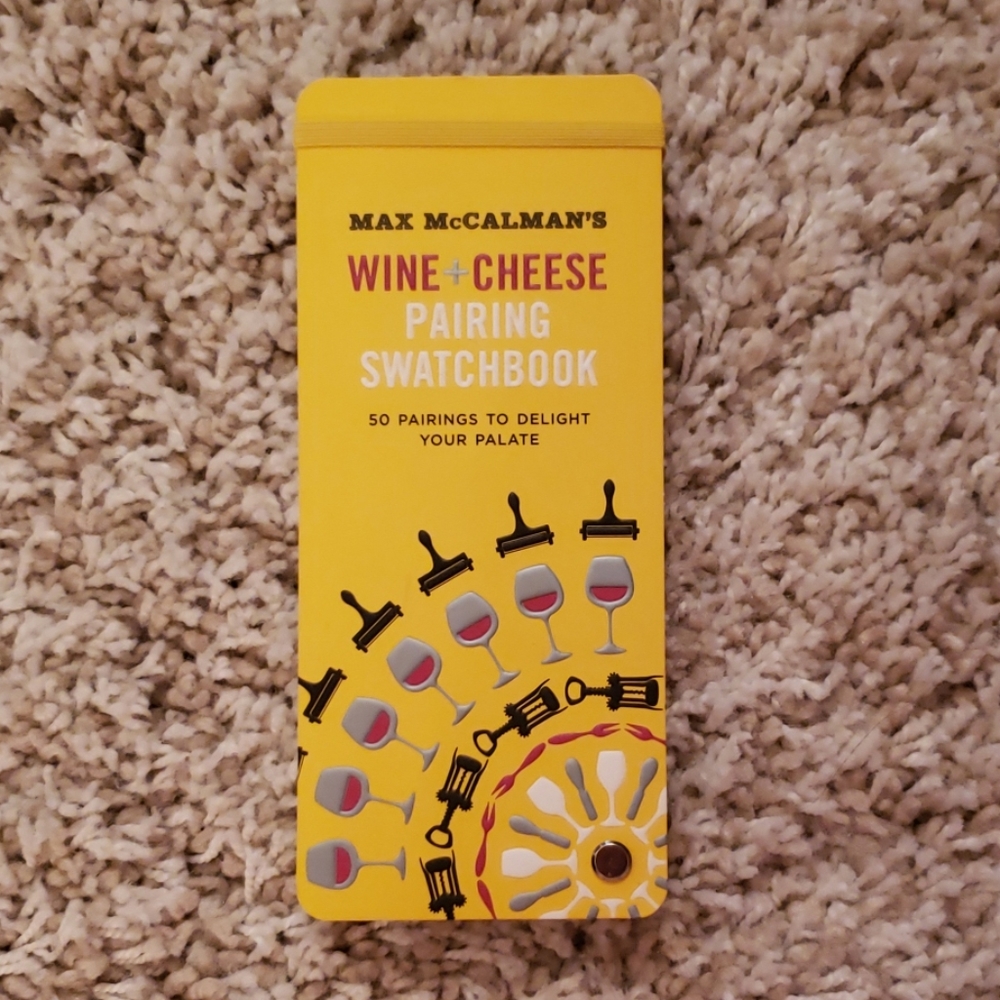 MAX McCALMAN'S
WINE + CHEESE
PAIRING
SWATCHBOOK
50 PAIRINGS TO DELIGHT
YOUR PALATE